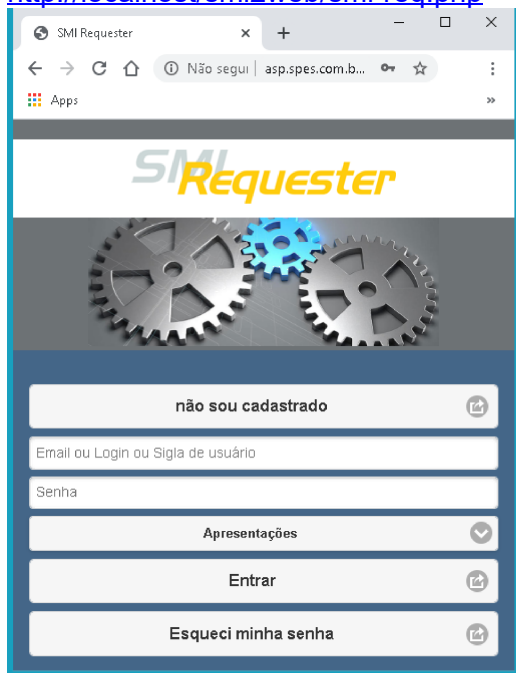 SMI Requester
Não segui asp.spes.com.b...
Apps
»
SMI
Requester
não sou cadastrado
Email ou Login ou Sigla de usuário
Senha
Apresentações
Entrar
Esqueci minha senha